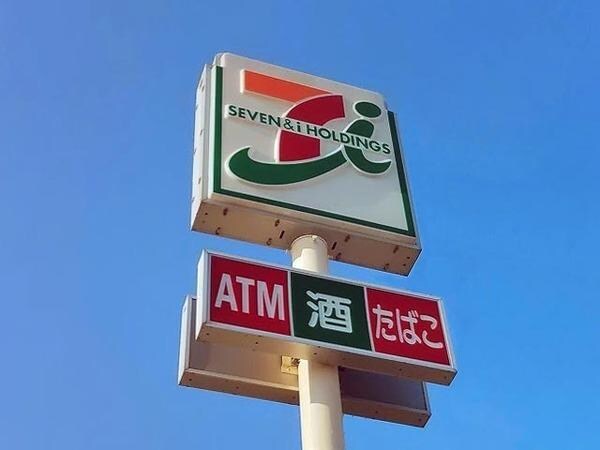 SEVEN&i HOLDINGS
ATM 酒 たばこ